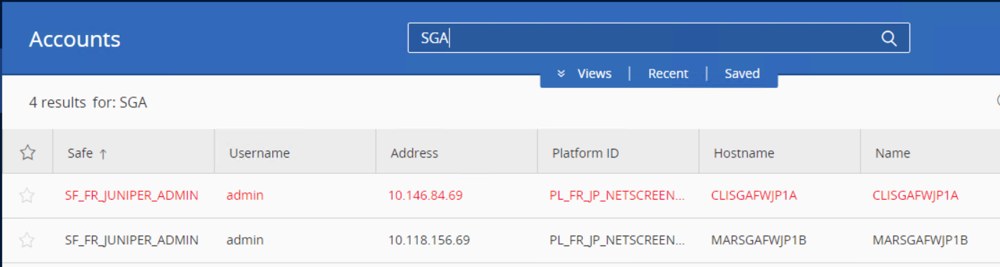 Accounts
SGA
Views | Recent | Saved
4 results for: SGA
Safe ↑ Username Address Platform ID Hostname Name
SF_FR_JUNIPER_ADMIN admin 10.146.84.69 PL_FR_JP_NETSCREEN... CLISGAFWJP1A CLISGAFWJP1A
SF_FR_JUNIPER_ADMIN admin 10.118.156.69 PL_FR_JP_NETSCREEN... MARSGAFWJP1B MARSGAFWJP1B